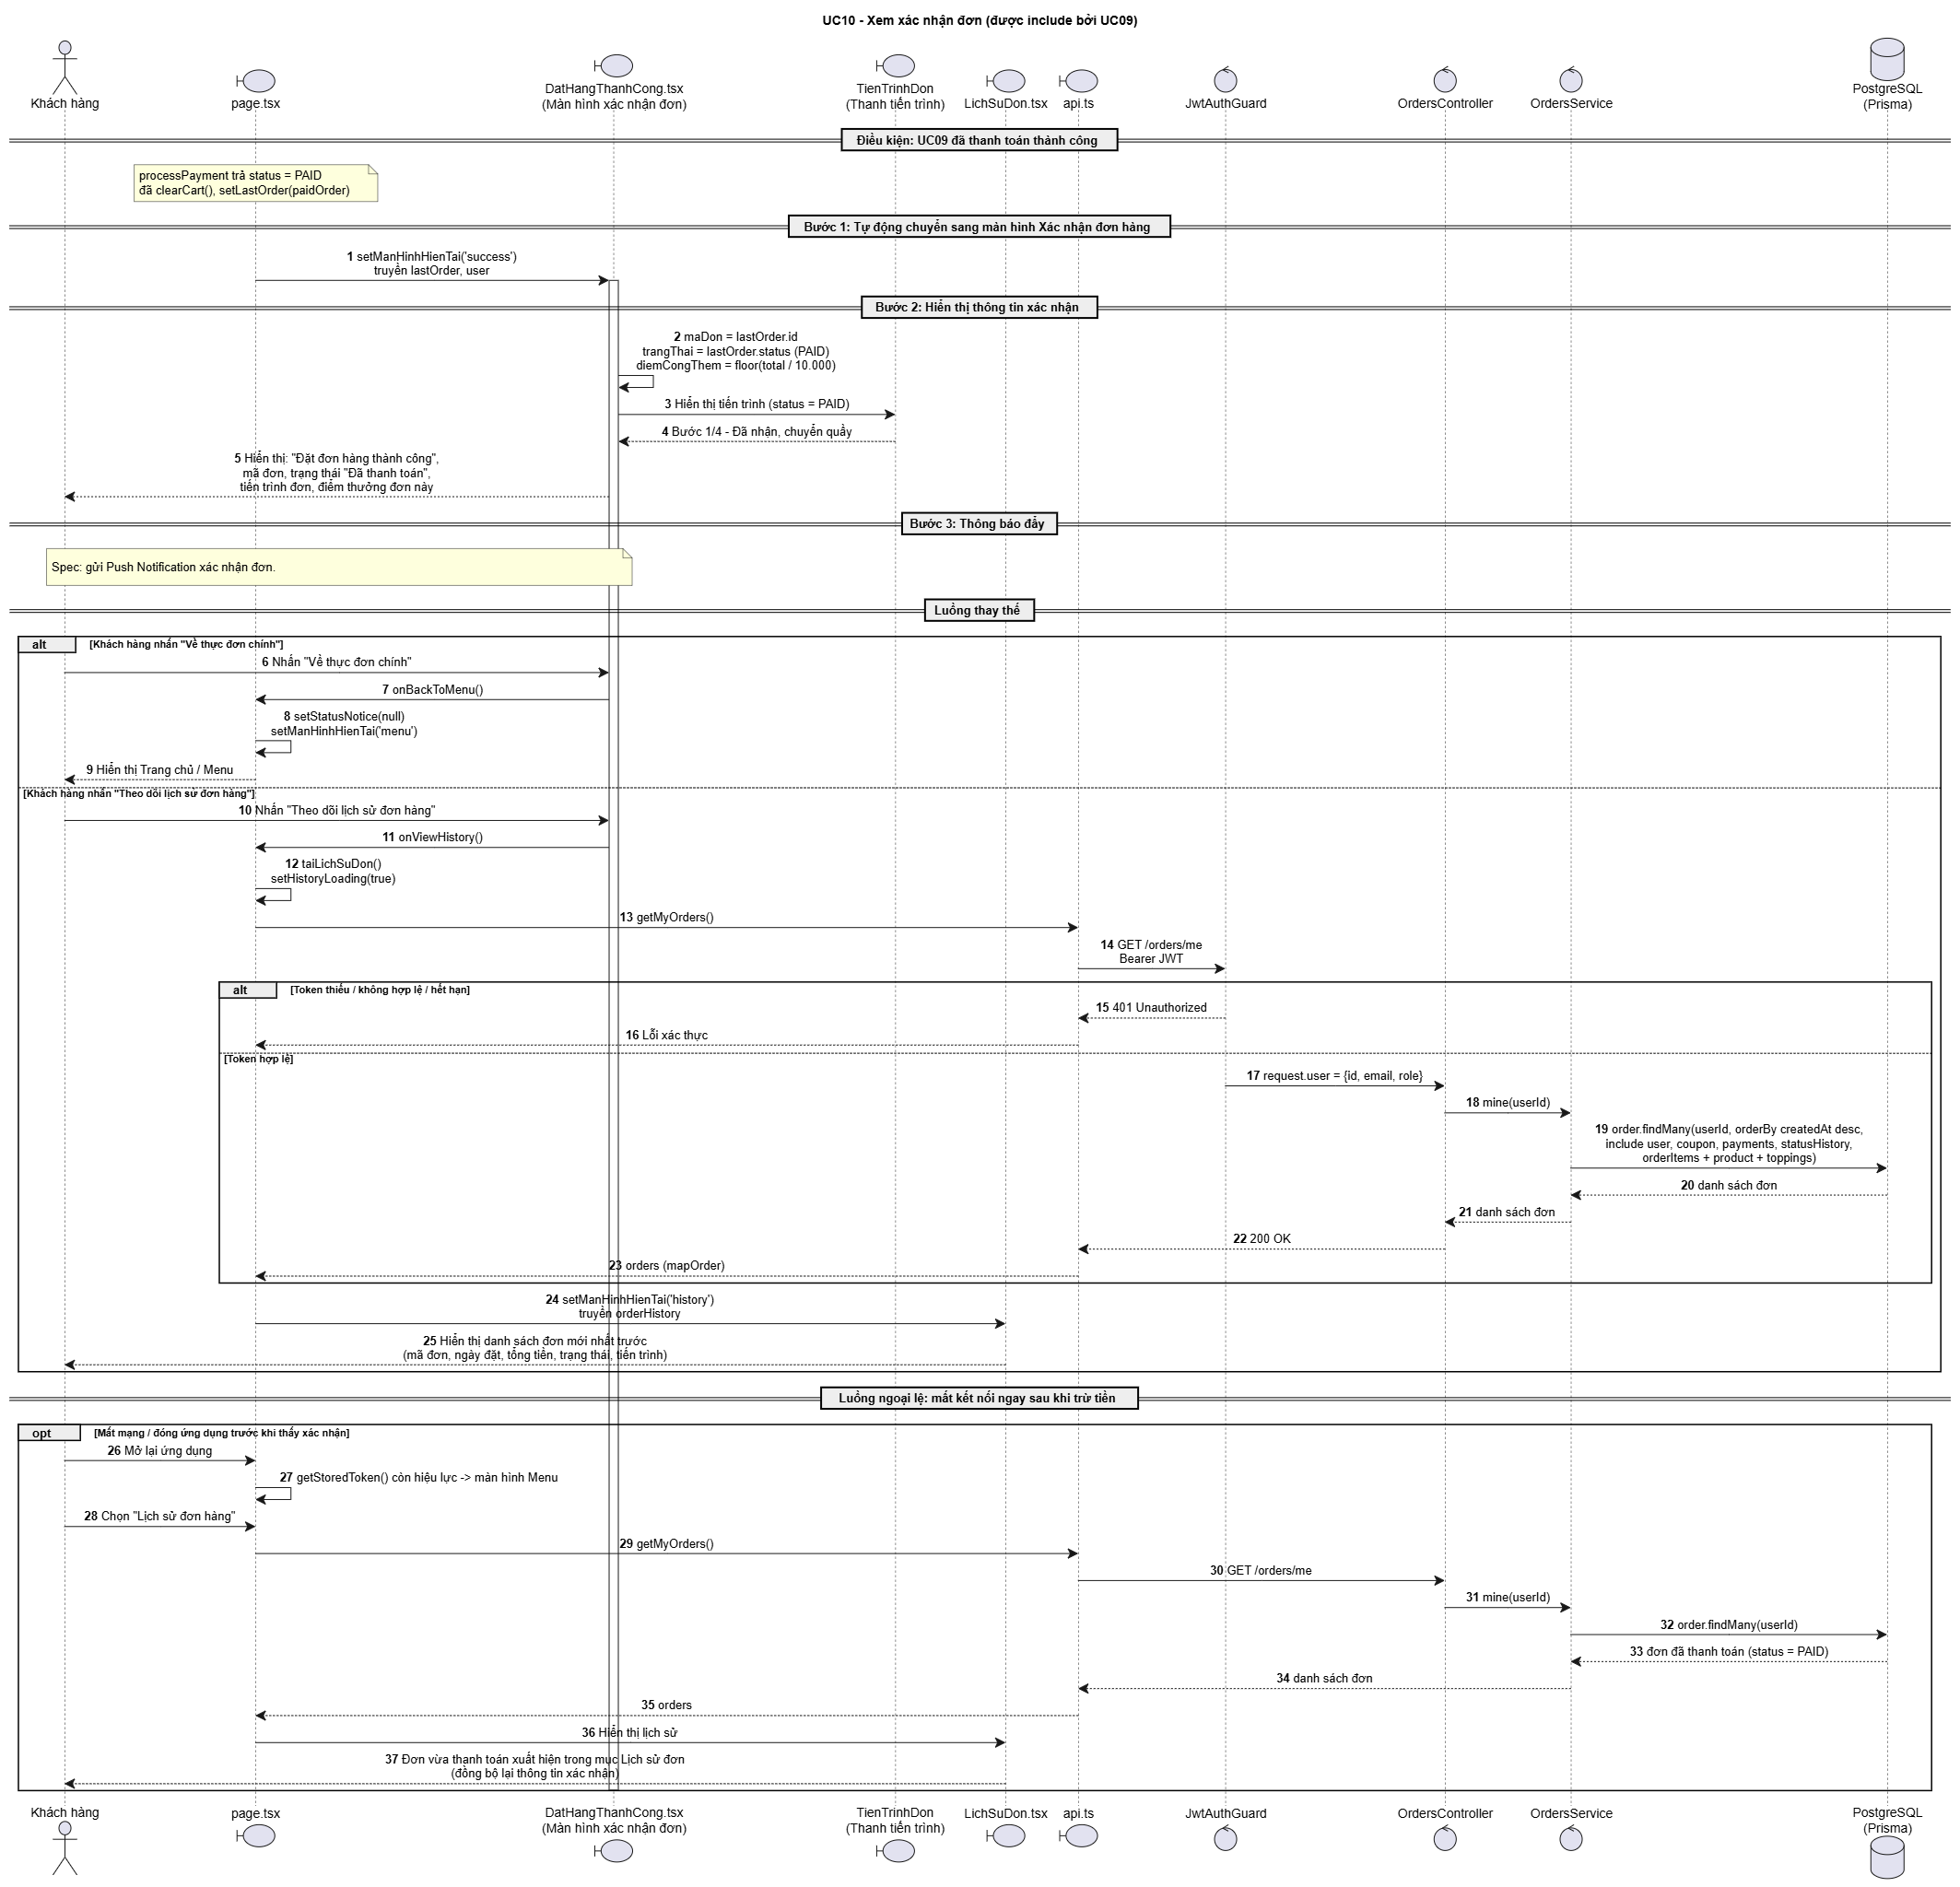 UC10 - Xem xác nhận đơn (được include bởi UC09)
Khách hàng
page.tsx
DatHangThanhCong.tsx
(Màn hình xác nhận đơn)
TienTrinhDon
(Thanh tiến trình)
LichSuDon.tsx
api.ts
JwtAuthGuard
OrdersController
OrdersService
PostgreSQL
(Prisma)
Điều kiện: UC09 đã thanh toán thành công
processPayment trả status = PAID
đã clearCart(), setLastOrder(paidOrder)
Bước 1: Tự động chuyển sang màn hình Xác nhận đơn hàng
1 setManHinhHienTai('success')
truyền lastOrder, user
Bước 2: Hiển thị thông tin xác nhận
2 maDon = lastOrder.id
trangThai = lastOrder.status (PAID)
diemCongThem = floor(total / 10.000)
3 Hiển thị tiến trình (status = PAID)
4 Bước 1/4 - Đã nhận, chuyển quầy
5 Hiển thị: "Đặt đơn hàng thành công",
mã đơn, trạng thái "Đã thanh toán",
tiến trình đơn, điểm thưởng đơn này
Bước 3: Thông báo đẩy
Spec: gửi Push Notification xác nhận đơn.
Luồng thay thế
alt [Khách hàng nhấn "Về thực đơn chính"]
6 Nhấn "Về thực đơn chính"
7 onBackToMenu()
8 setStatusNotice(null)
setManHinhHienTai('menu')
9 Hiển thị Trang chủ / Menu
[Khách hàng nhấn "Theo dõi lịch sử đơn hàng"]
10 Nhấn "Theo dõi lịch sử đơn hàng"
11 onViewHistory()
12 taiLichSuDon()
setHistoryLoading(true)
13 getMyOrders()
14 GET /orders/me
Bearer JWT
alt [Token thiếu / không hợp lệ / hết hạn]
15 401 Unauthorized
16 Lỗi xác thực
[Token hợp lệ]
17 request.user = {id, email, role}
18 mine(userId)
19 order.findMany(userId, orderBy createdAt desc,
include user, coupon, payments, statusHistory,
orderItems + product + toppings)
20 danh sách đơn
21 danh sách đơn
22 200 OK
23 orders (mapOrder)
24 setManHinhHienTai('history')
truyền orderHistory
25 Hiển thị danh sách đơn mới nhất trước
(mã đơn, ngày đặt, tổng tiền, trạng thái, tiến trình)
Luồng ngoại lệ: mất kết nối ngay sau khi trừ tiền
opt [Mất mạng / đóng ứng dụng trước khi thấy xác nhận]
26 Mở lại ứng dụng
27 getStoredToken() còn hiệu lực -> màn hình Menu
28 Chọn "Lịch sử đơn hàng"
29 getMyOrders()
30 GET /orders/me
31 mine(userId)
32 order.findMany(userId)
33 đơn đã thanh toán (status = PAID)
34 danh sách đơn
35 orders
36 Hiển thị lịch sử
37 Đơn vừa thanh toán xuất hiện trong mục Lịch sử đơn
(đồng bộ lại thông tin xác nhận)
Khách hàng
page.tsx
DatHangThanhCong.tsx
(Màn hình xác nhận đơn)
TienTrinhDon
(Thanh tiến trình)
LichSuDon.tsx
api.ts
JwtAuthGuard
OrdersController
OrdersService
PostgreSQL
(Prisma)